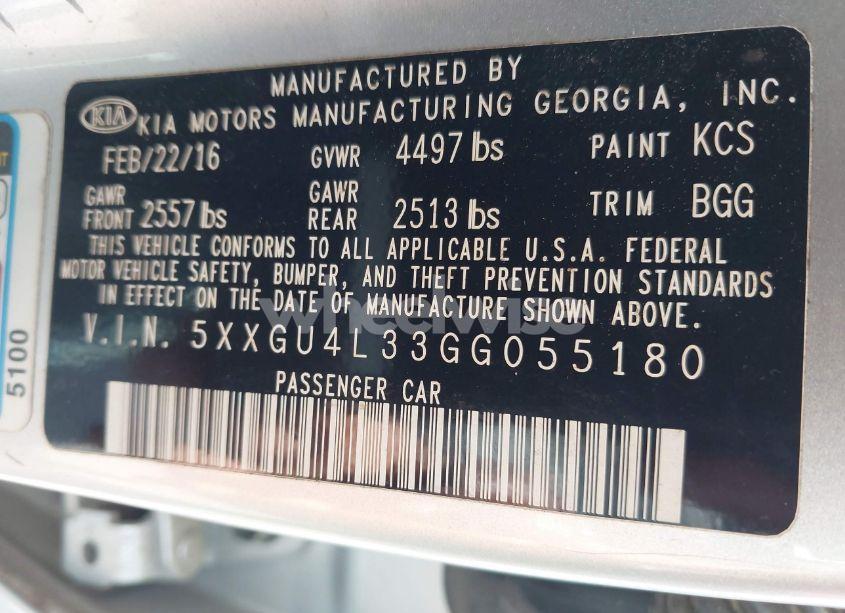 MANUFACTURED BY
KIA KIA MOTORS MANUFACTURING GEORGIA, INC.
FEB/22/16 GVWR 4497 lbs PAINT KCS
GAWR FRONT 2557 lbs GAWR REAR 2513 lbs TRIM BGG
THIS VEHICLE CONFORMS TO ALL APPLICABLE U.S.A. FEDERAL
MOTOR VEHICLE SAFETY, BUMPER, AND THEFT PREVENTION STANDARDS
IN EFFECT ON THE DATE OF MANUFACTURE SHOWN ABOVE.
V.I.N. 5XXGU4L33GG055180
PASSENGER CAR
5100